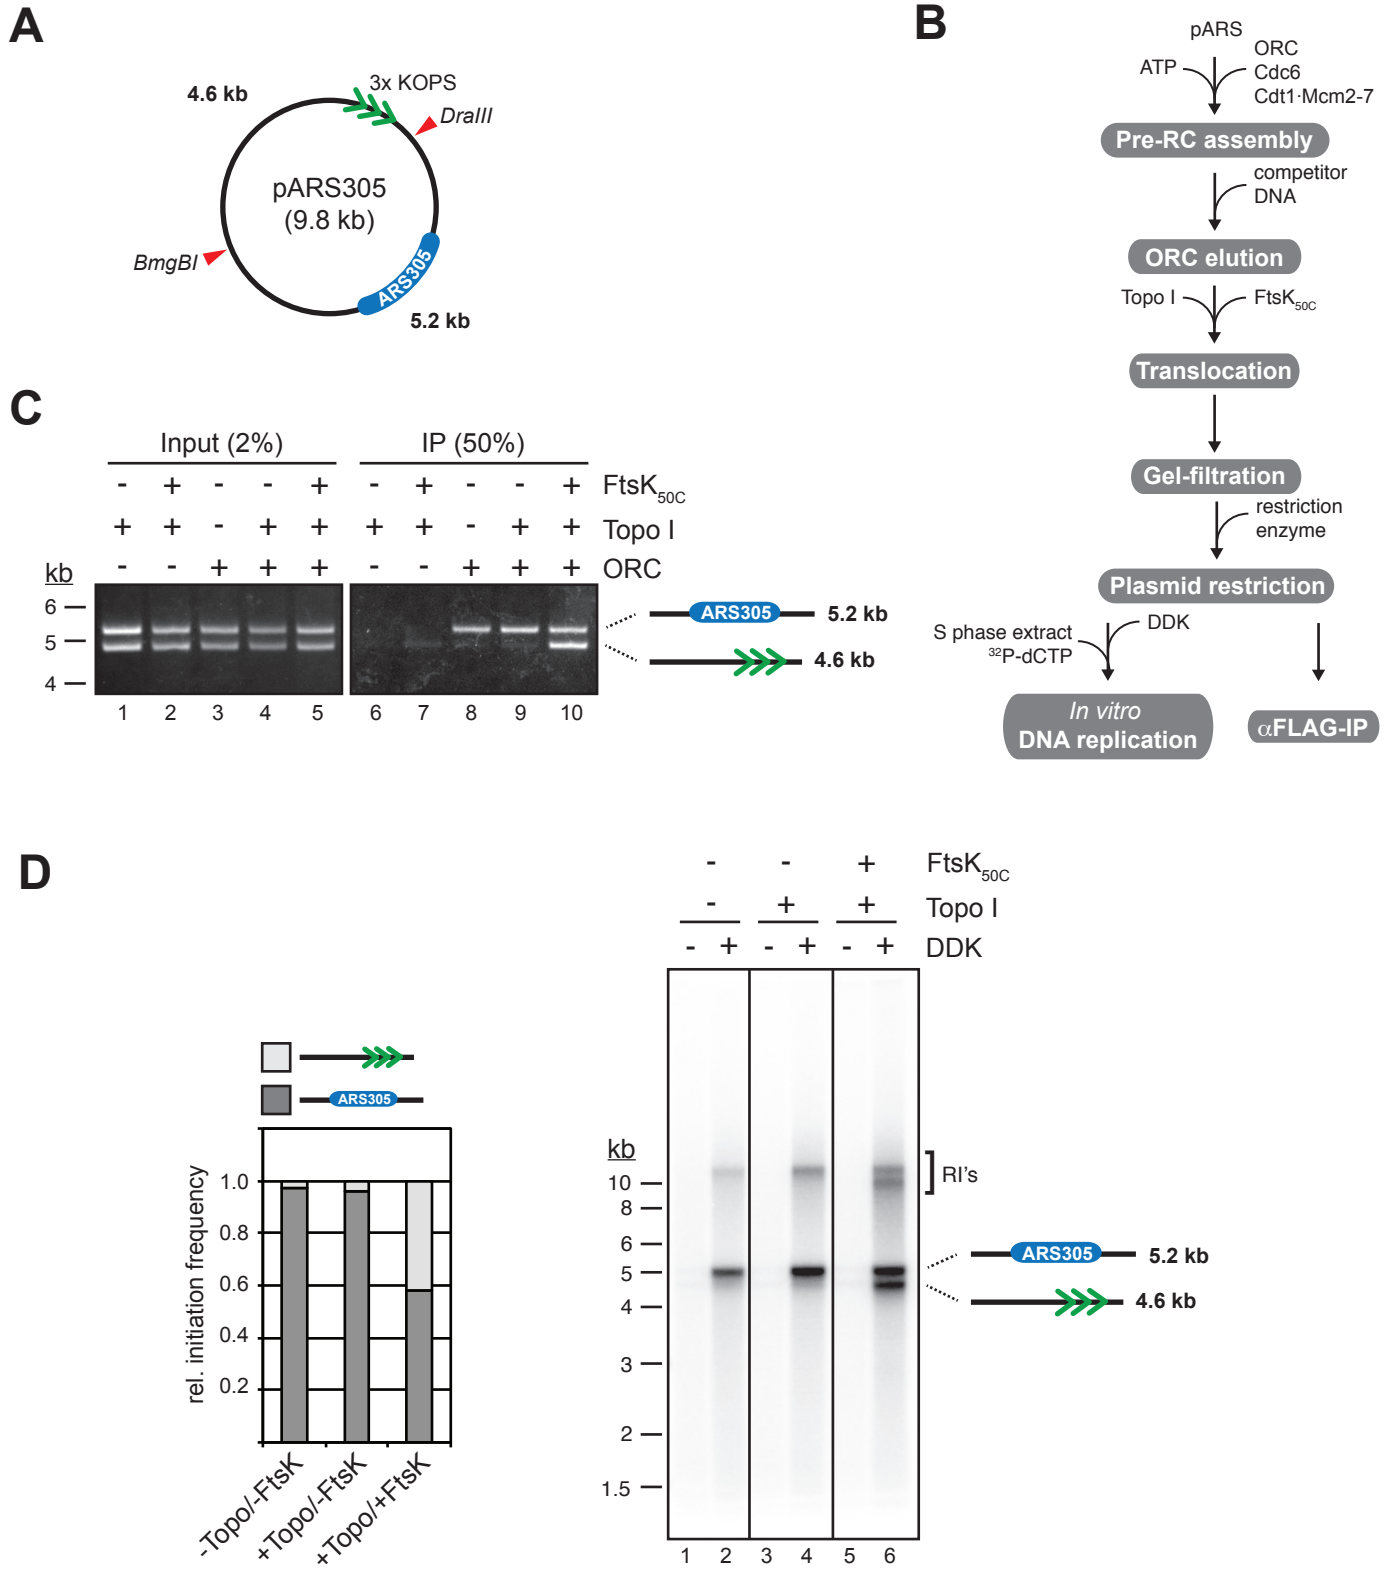 A
4.6 kb
3x KOPS
DraIII
pARS305
(9.8 kb)
BmgBI
ARS305
5.2 kb
B
pARS
ATP
ORC
Cdc6
Cdt1·Mcm2-7
Pre-RC assembly
competitor
DNA
ORC elution
Topo I
FtsK50C
Translocation
Gel-filtration
restriction
enzyme
Plasmid restriction
S phase extract
32P-dCTP
DDK
In vitro
DNA replication
αFLAG-IP
C
Input (2%) IP (50%)
- + - - + - + - - + FtsK50C
+ + - + + + + - + + Topo I
- - + + + - - + + + ORC
kb
6
5
4
ARS305 5.2 kb
4.6 kb
1 2 3 4 5 6 7 8 9 10
D
ARS305
rel. initiation frequency
1.0
0.8
0.6
0.4
0.2
-Topo/-FtsK
+Topo/-FtsK
+Topo/+FtsK
- - + FtsK50C
- + + Topo I
- + - + - + DDK
kb
10
8
6
5
4
3
2
1.5
RI's
ARS305 5.2 kb
4.6 kb
1 2 3 4 5 6